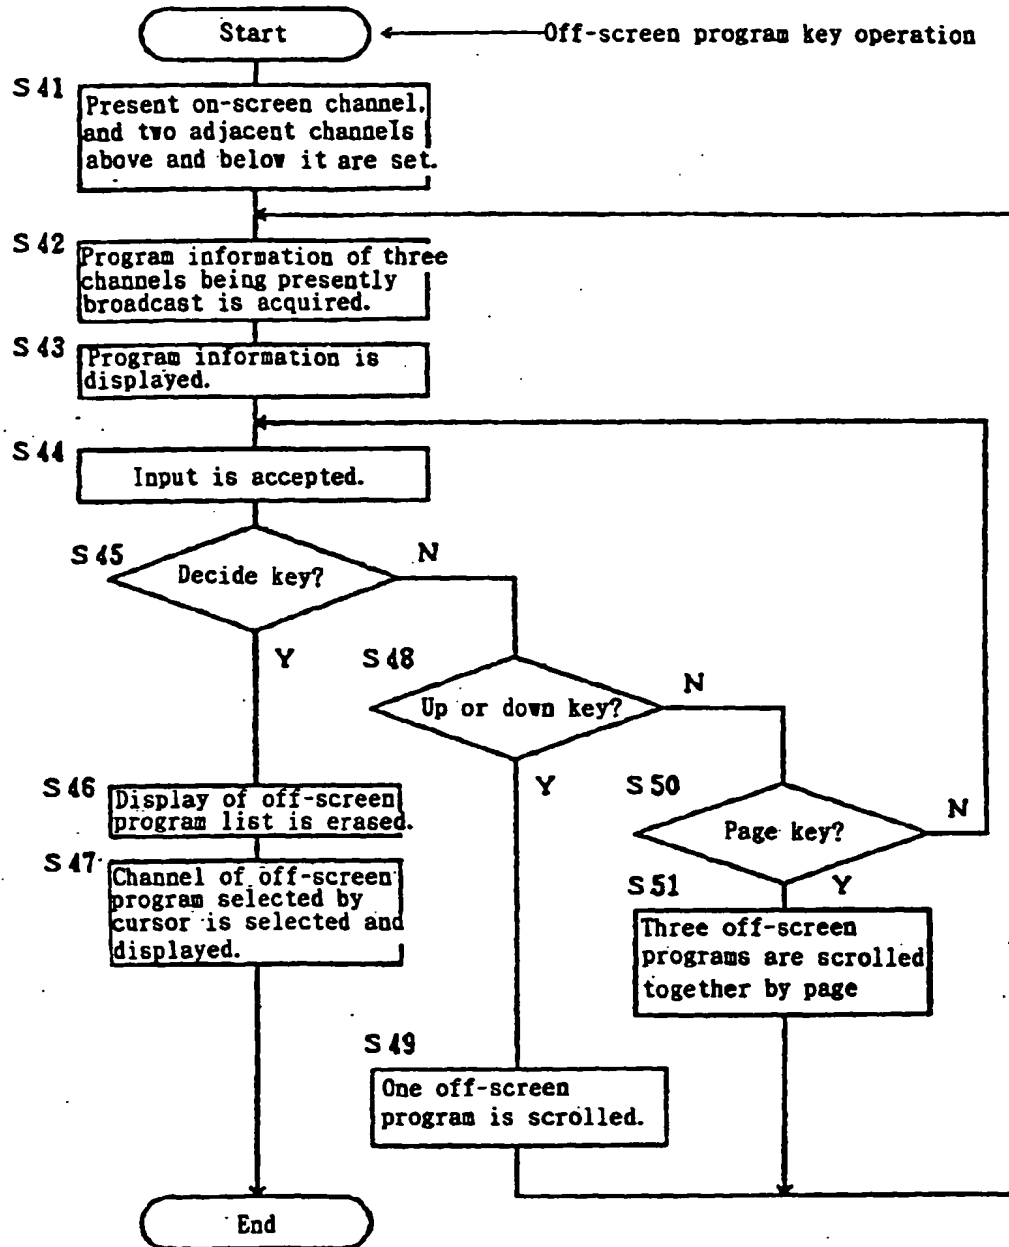 Start
Off-screen program key operation
S41
Present on-screen channel,
and two adjacent channels
above and below it are set.
S42
Program information of three
channels being presently
broadcast is acquired.
S43
Program information is
displayed.
S44
Input is accepted.
S45
Decide key?
N
Y
S48
Up or down key?
N
Y
S50
Page key?
N
Y
S46
Display of off-screen
program list is erased.
S47
Channel of off-screen
program selected by
cursor is selected and
displayed.
S51
Three off-screen
programs are scrolled
together by page
S49
One off-screen
program is scrolled.
End